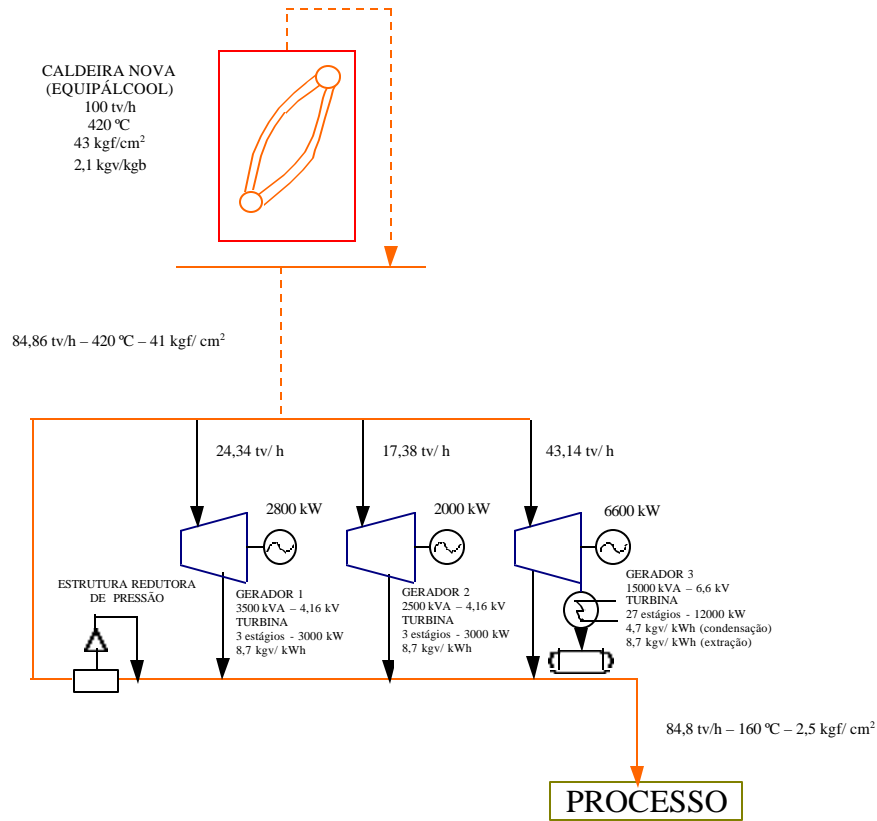 CALDEIRA NOVA
(EQUIPÁLCOOL)
100 tv/h
420 ºC
43 kgf/cm²
2,1 kgv/kgb
84,86 tv/h – 420 ºC – 41 kgf/ cm²
24,34 tv/ h
17,38 tv/ h
43,14 tv/ h
2800 kW
2000 kW
6600 kW
ESTRUTURA REDUTORA
DE PRESSÃO
GERADOR 1
3500 kVA – 4,16 kV
TURBINA
3 estágios - 3000 kW
8,7 kgv/ kWh
GERADOR 2
2500 kVA – 4,16 kV
TURBINA
3 estágios - 3000 kW
8,7 kgv/ kWh
GERADOR 3
15000 kVA – 6,6 kV
TURBINA
27 estágios - 12000 kW
4,7 kgv/ kWh (condensação)
8,7 kgv/ kWh (extração)
84,8 tv/h – 160 ºC – 2,5 kgf/ cm²
PROCESSO